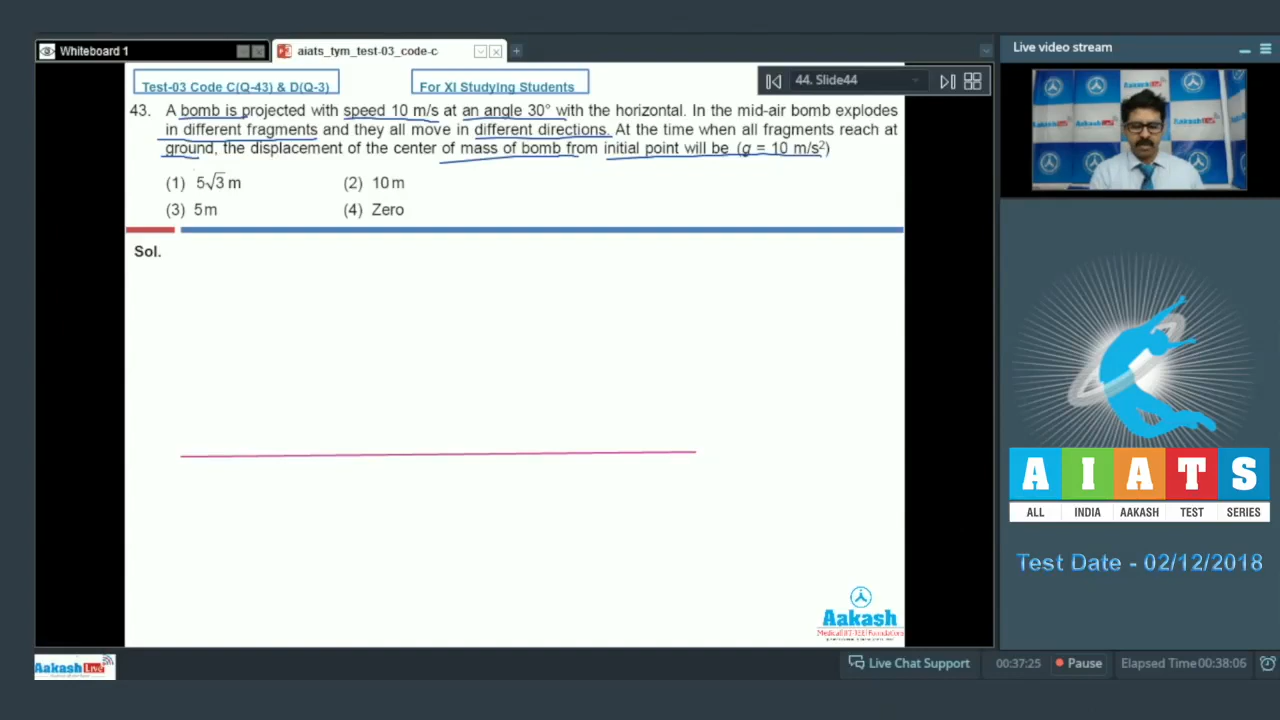 Whiteboard 1
aiats_tym_test-03_code-c
Live video stream
Test-03 Code C(Q-43) & D(Q-3)
For XI Studying Students
44. Slide44
43. A bomb is projected with speed 10 m/s at an angle 30° with the horizontal. In the mid-air bomb explodes
in different fragments and they all move in different directions. At the time when all fragments reach at
ground, the displacement of the center of mass of bomb from initial point will be (g = 10 m/s²)
(1) 5√3 m
(2) 10 m
(3) 5 m
(4) Zero
Sol.
A I A T S
ALL INDIA AAKASH TEST SERIES
Test Date - 02/12/2018
Aakash
Medical|IIT-JEE|Foundations
Aakash Live
Live Chat Support
00:37:25
Pause
Elapsed Time 00:38:06